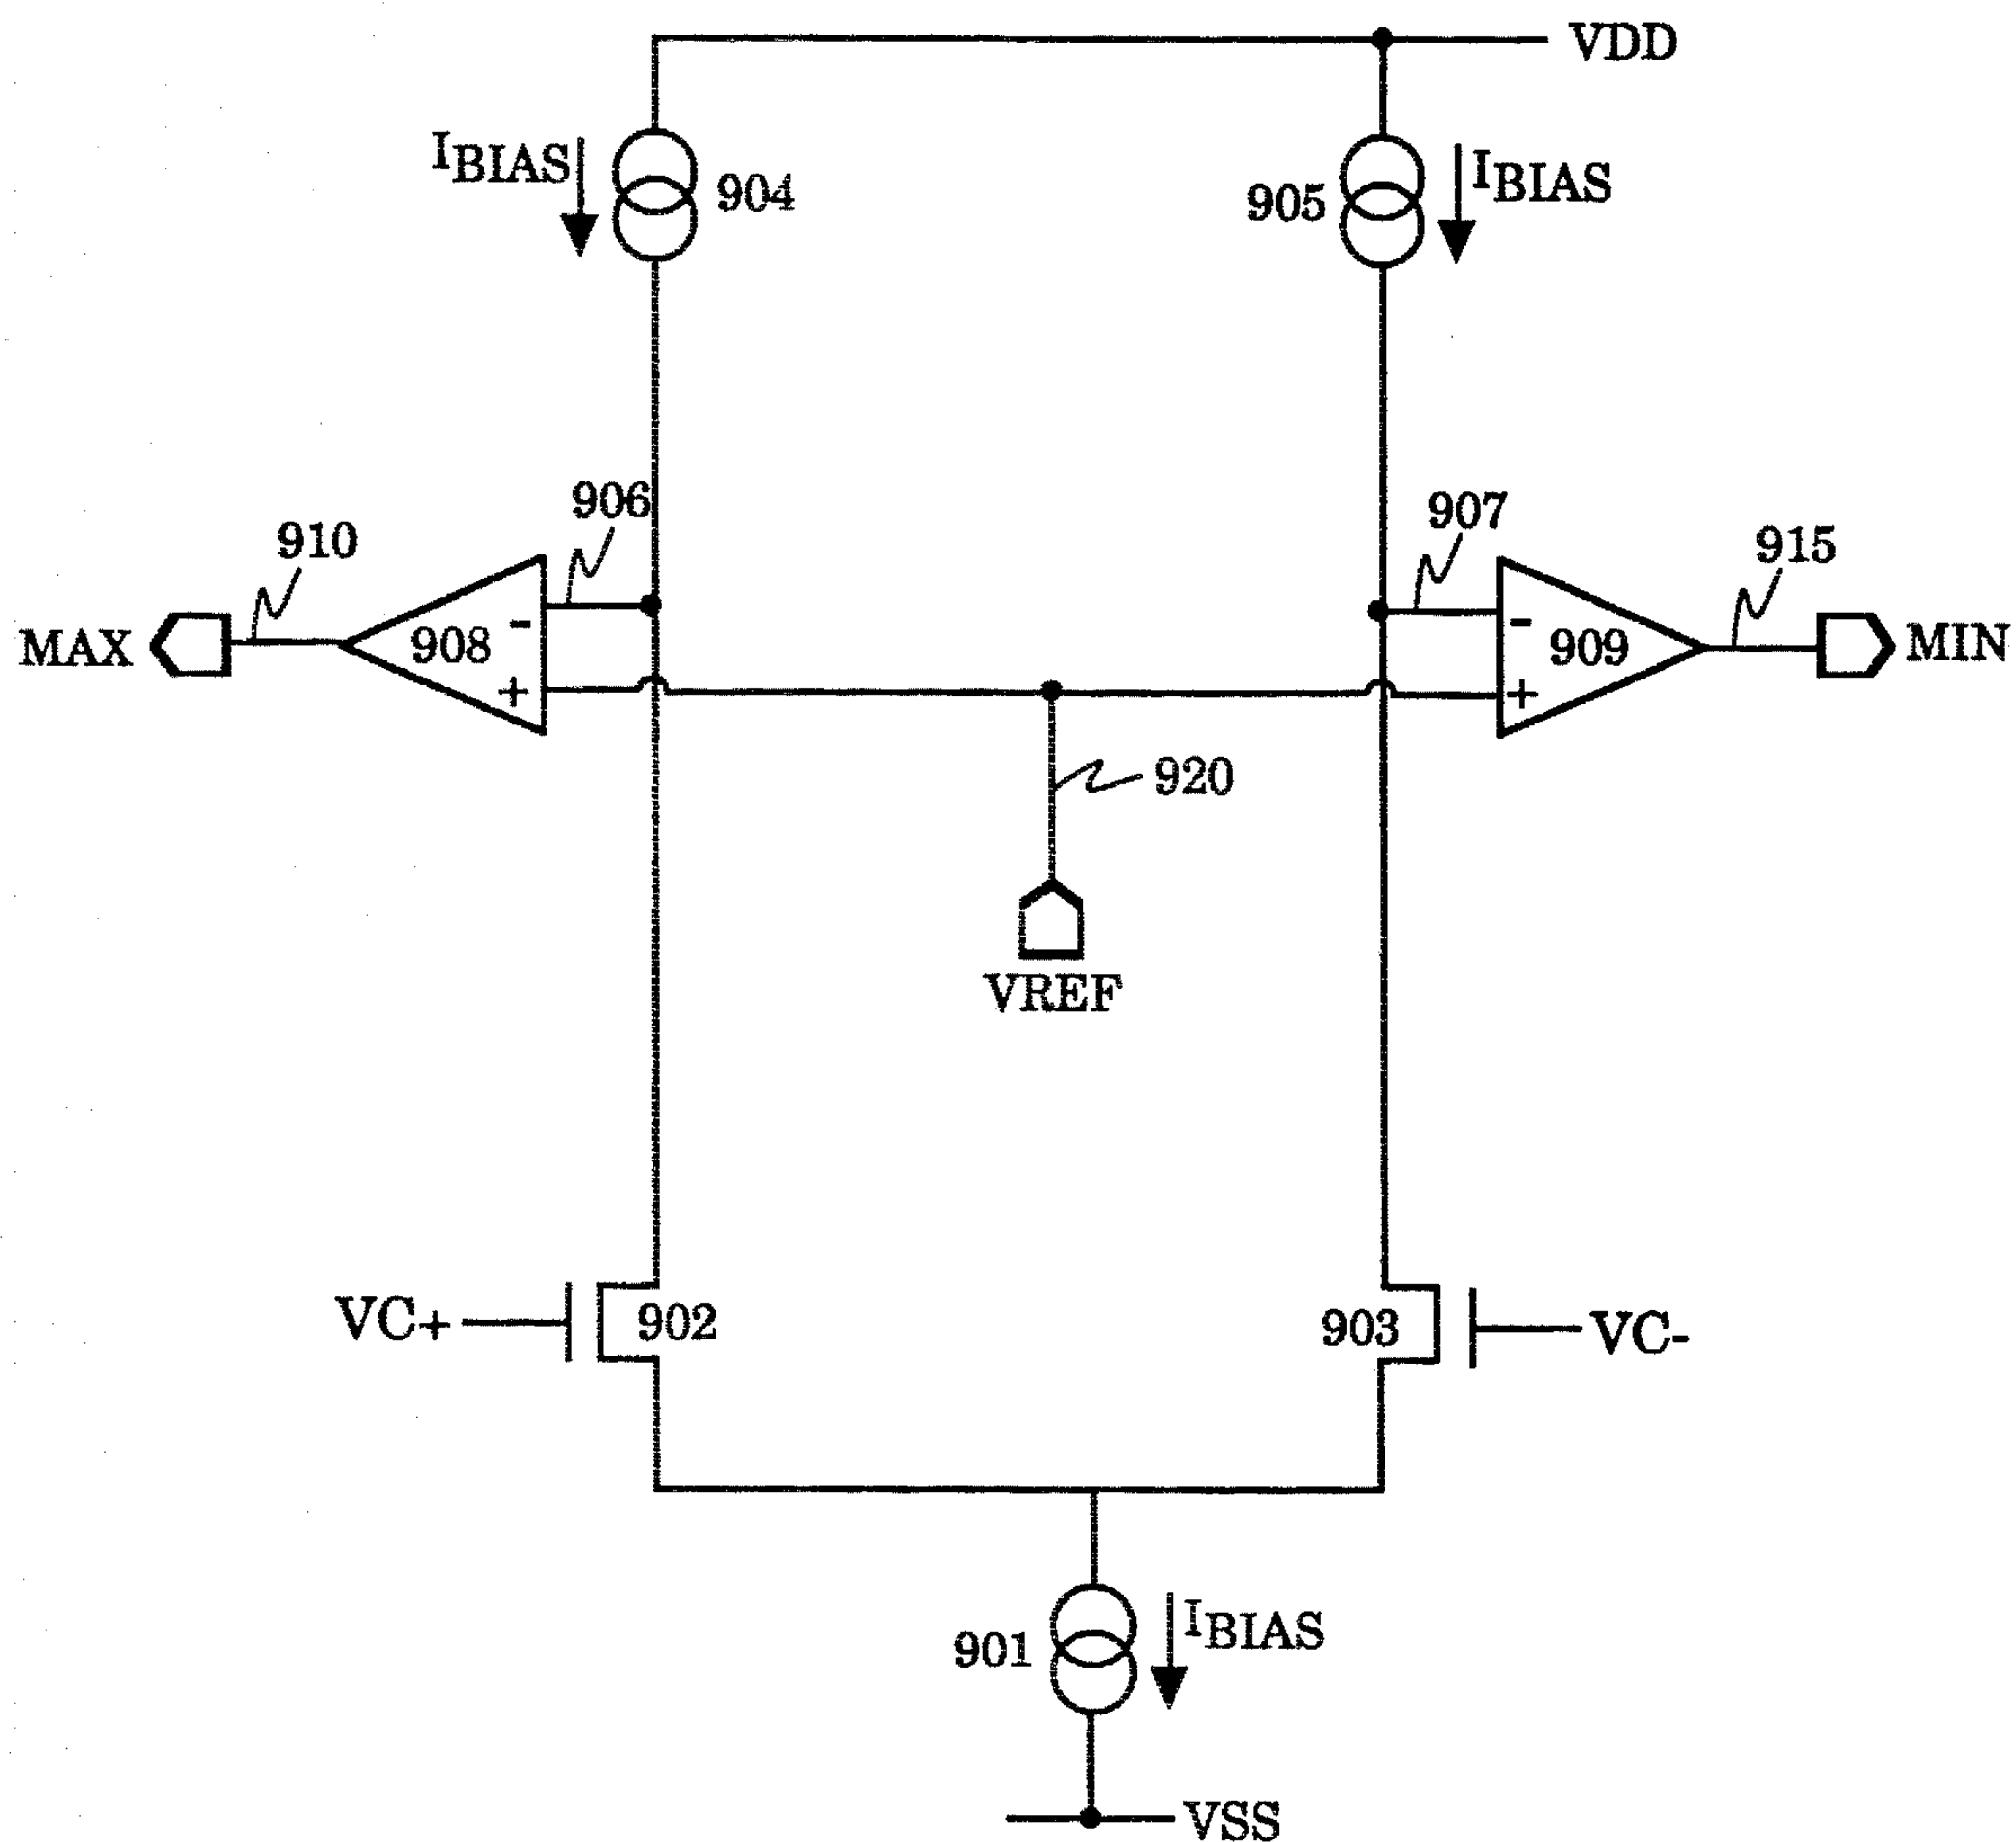 VDD
IBIAS
904
905
IBIAS
906
907
910
915
MAX
908
-
+
-
+
909
MIN
920
VREF
VC+
902
903
VC-
901
IBIAS
VSS